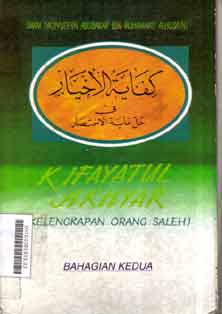 IMAM TAQIYUDDIN ABUBAKAR BIN MUHAMMAD ALHUSAINI
كفاية الأخيار
في
حل غاية الاختصار
KIFAYATUL
AKHYAR
(KELENGKAPAN ORANG SALEH)
BAHAGIAN KEDUA